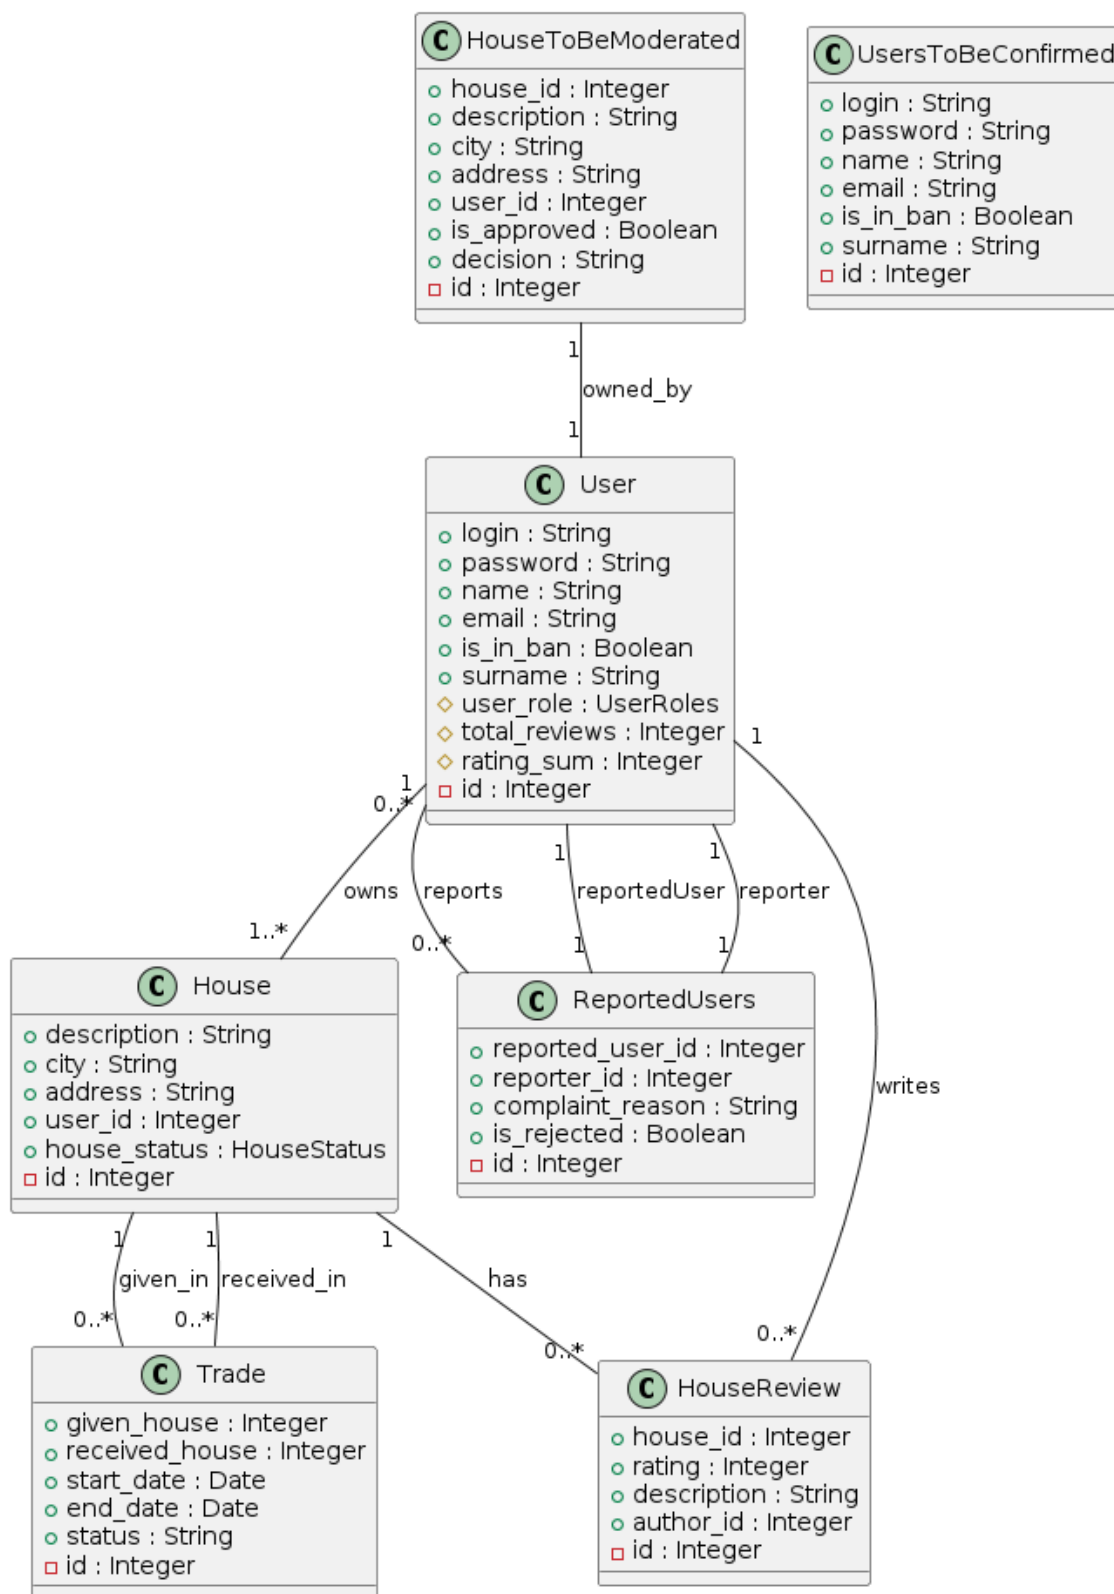 C HouseToBeModerated
house_id : Integer
description : String
city : String
address : String
user_id : Integer
is_approved : Boolean
decision : String
id : Integer
C UsersToBeConfirmed
login : String
password : String
name : String
email : String
is_in_ban : Boolean
surname : String
id : Integer
1
owned_by
1
C User
login : String
password : String
name : String
email : String
is_in_ban : Boolean
surname : String
user_role : UserRoles
total_reviews : Integer
rating_sum : Integer
id : Integer
1
0..*
1
1
1
owns
reports
reportedUser
reporter
1..*
0..*
1
1
C House
description : String
city : String
address : String
user_id : Integer
house_status : HouseStatus
id : Integer
C ReportedUsers
reported_user_id : Integer
reporter_id : Integer
complaint_reason : String
is_rejected : Boolean
id : Integer
writes
1
1
1
given_in
received_in
has
0..*
0..*
0..*
0..*
C Trade
given_house : Integer
received_house : Integer
start_date : Date
end_date : Date
status : String
id : Integer
C HouseReview
house_id : Integer
rating : Integer
description : String
author_id : Integer
id : Integer